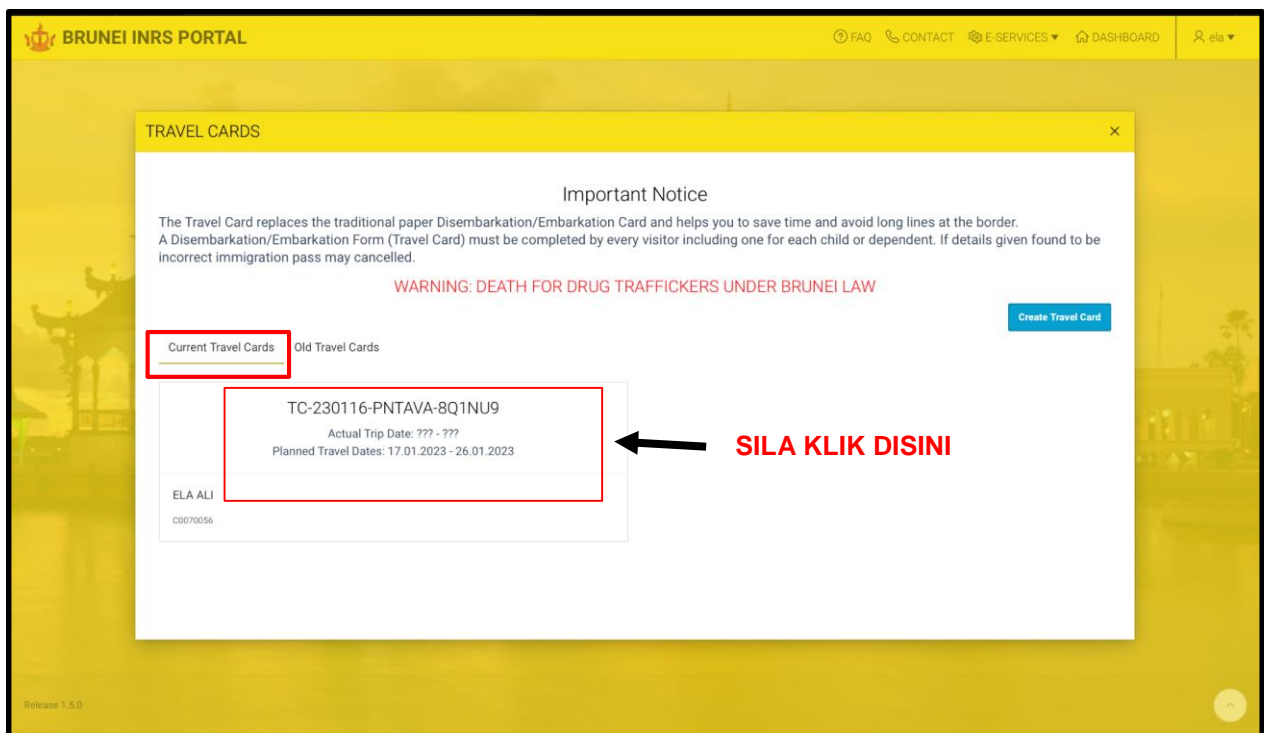 BRUNEI INRS PORTAL
FAQ CONTACT E-SERVICES DASHBOARD ela
TRAVEL CARDS
Important Notice
The Travel Card replaces the traditional paper Disembarkation/Embarkation Card and helps you to save time and avoid long lines at the border.
A Disembarkation/Embarkation Form (Travel Card) must be completed by every visitor including one for each child or dependent. If details given found to be
incorrect immigration pass may cancelled.
WARNING: DEATH FOR DRUG TRAFFICKERS UNDER BRUNEI LAW
Create Travel Card
Current Travel Cards Old Travel Cards
TC-230116-PNTAVA-8Q1NU9
Actual Trip Date: ??? - ???
Planned Travel Dates: 17.01.2023 - 26.01.2023
SILA KLIK DISINI
ELA ALI
C0070056
Release 1.5.0